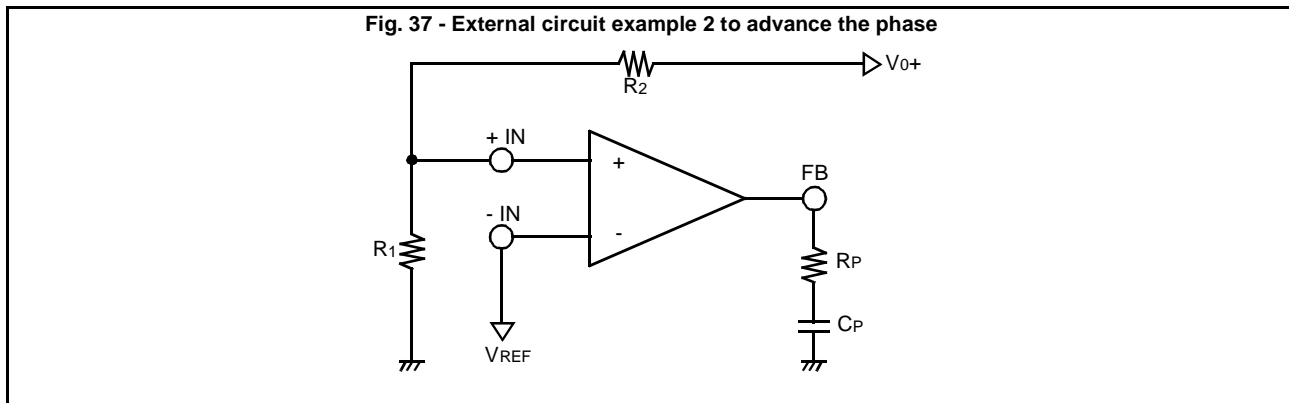 Fig. 37 - External circuit example 2 to advance the phase
V0+
R2
+ IN
+
FB
- IN
-
R1
RP
CP
VREF